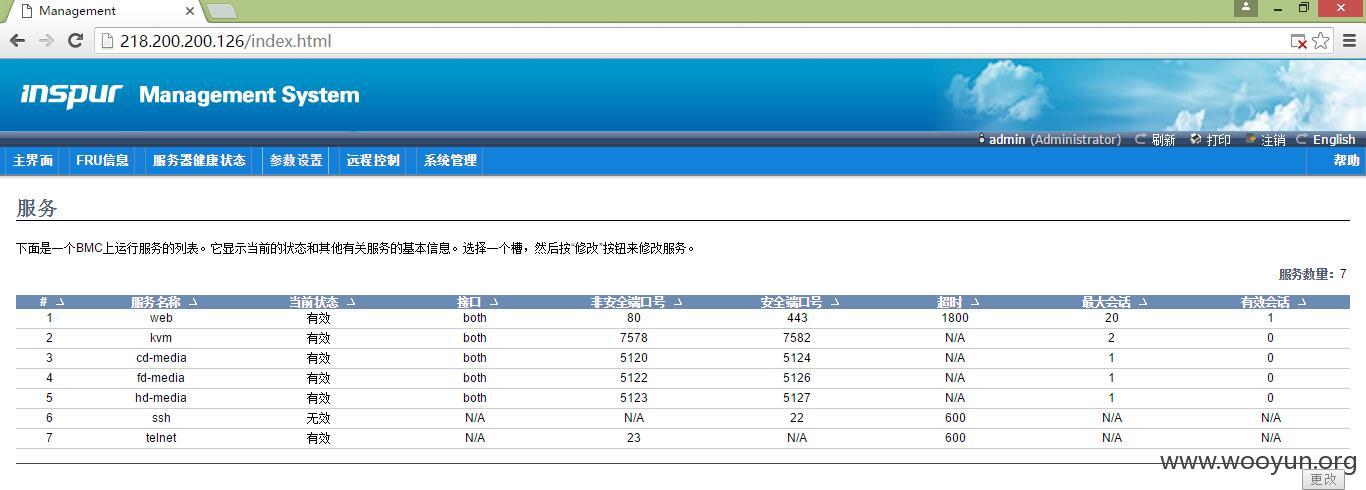 Management
218.200.200.126/index.html
inspur Management System
admin (Administrator) 刷新 打印 注销 English
主界面 FRU信息 服务器健康状态 参数设置 远程控制 系统管理 帮助
服务
下面是一个BMC上运行服务的列表。它显示当前的状态和其他有关服务的基本信息。选择一个槽，然后按“修改”按钮来修改服务。
服务数量：7
# 服务名称 当前状态 接口 非安全端口号 安全端口号 超时 最大会话 有效会话
1 web 有效 both 80 443 1800 20 1
2 kvm 有效 both 7578 7582 N/A 2 0
3 cd-media 有效 both 5120 5124 N/A 1 0
4 fd-media 有效 both 5122 5126 N/A 1 0
5 hd-media 有效 both 5123 5127 N/A 1 0
6 ssh 无效 N/A N/A 22 600 N/A N/A
7 telnet 有效 N/A 23 N/A 600 N/A N/A
www.wooyun.org
更改